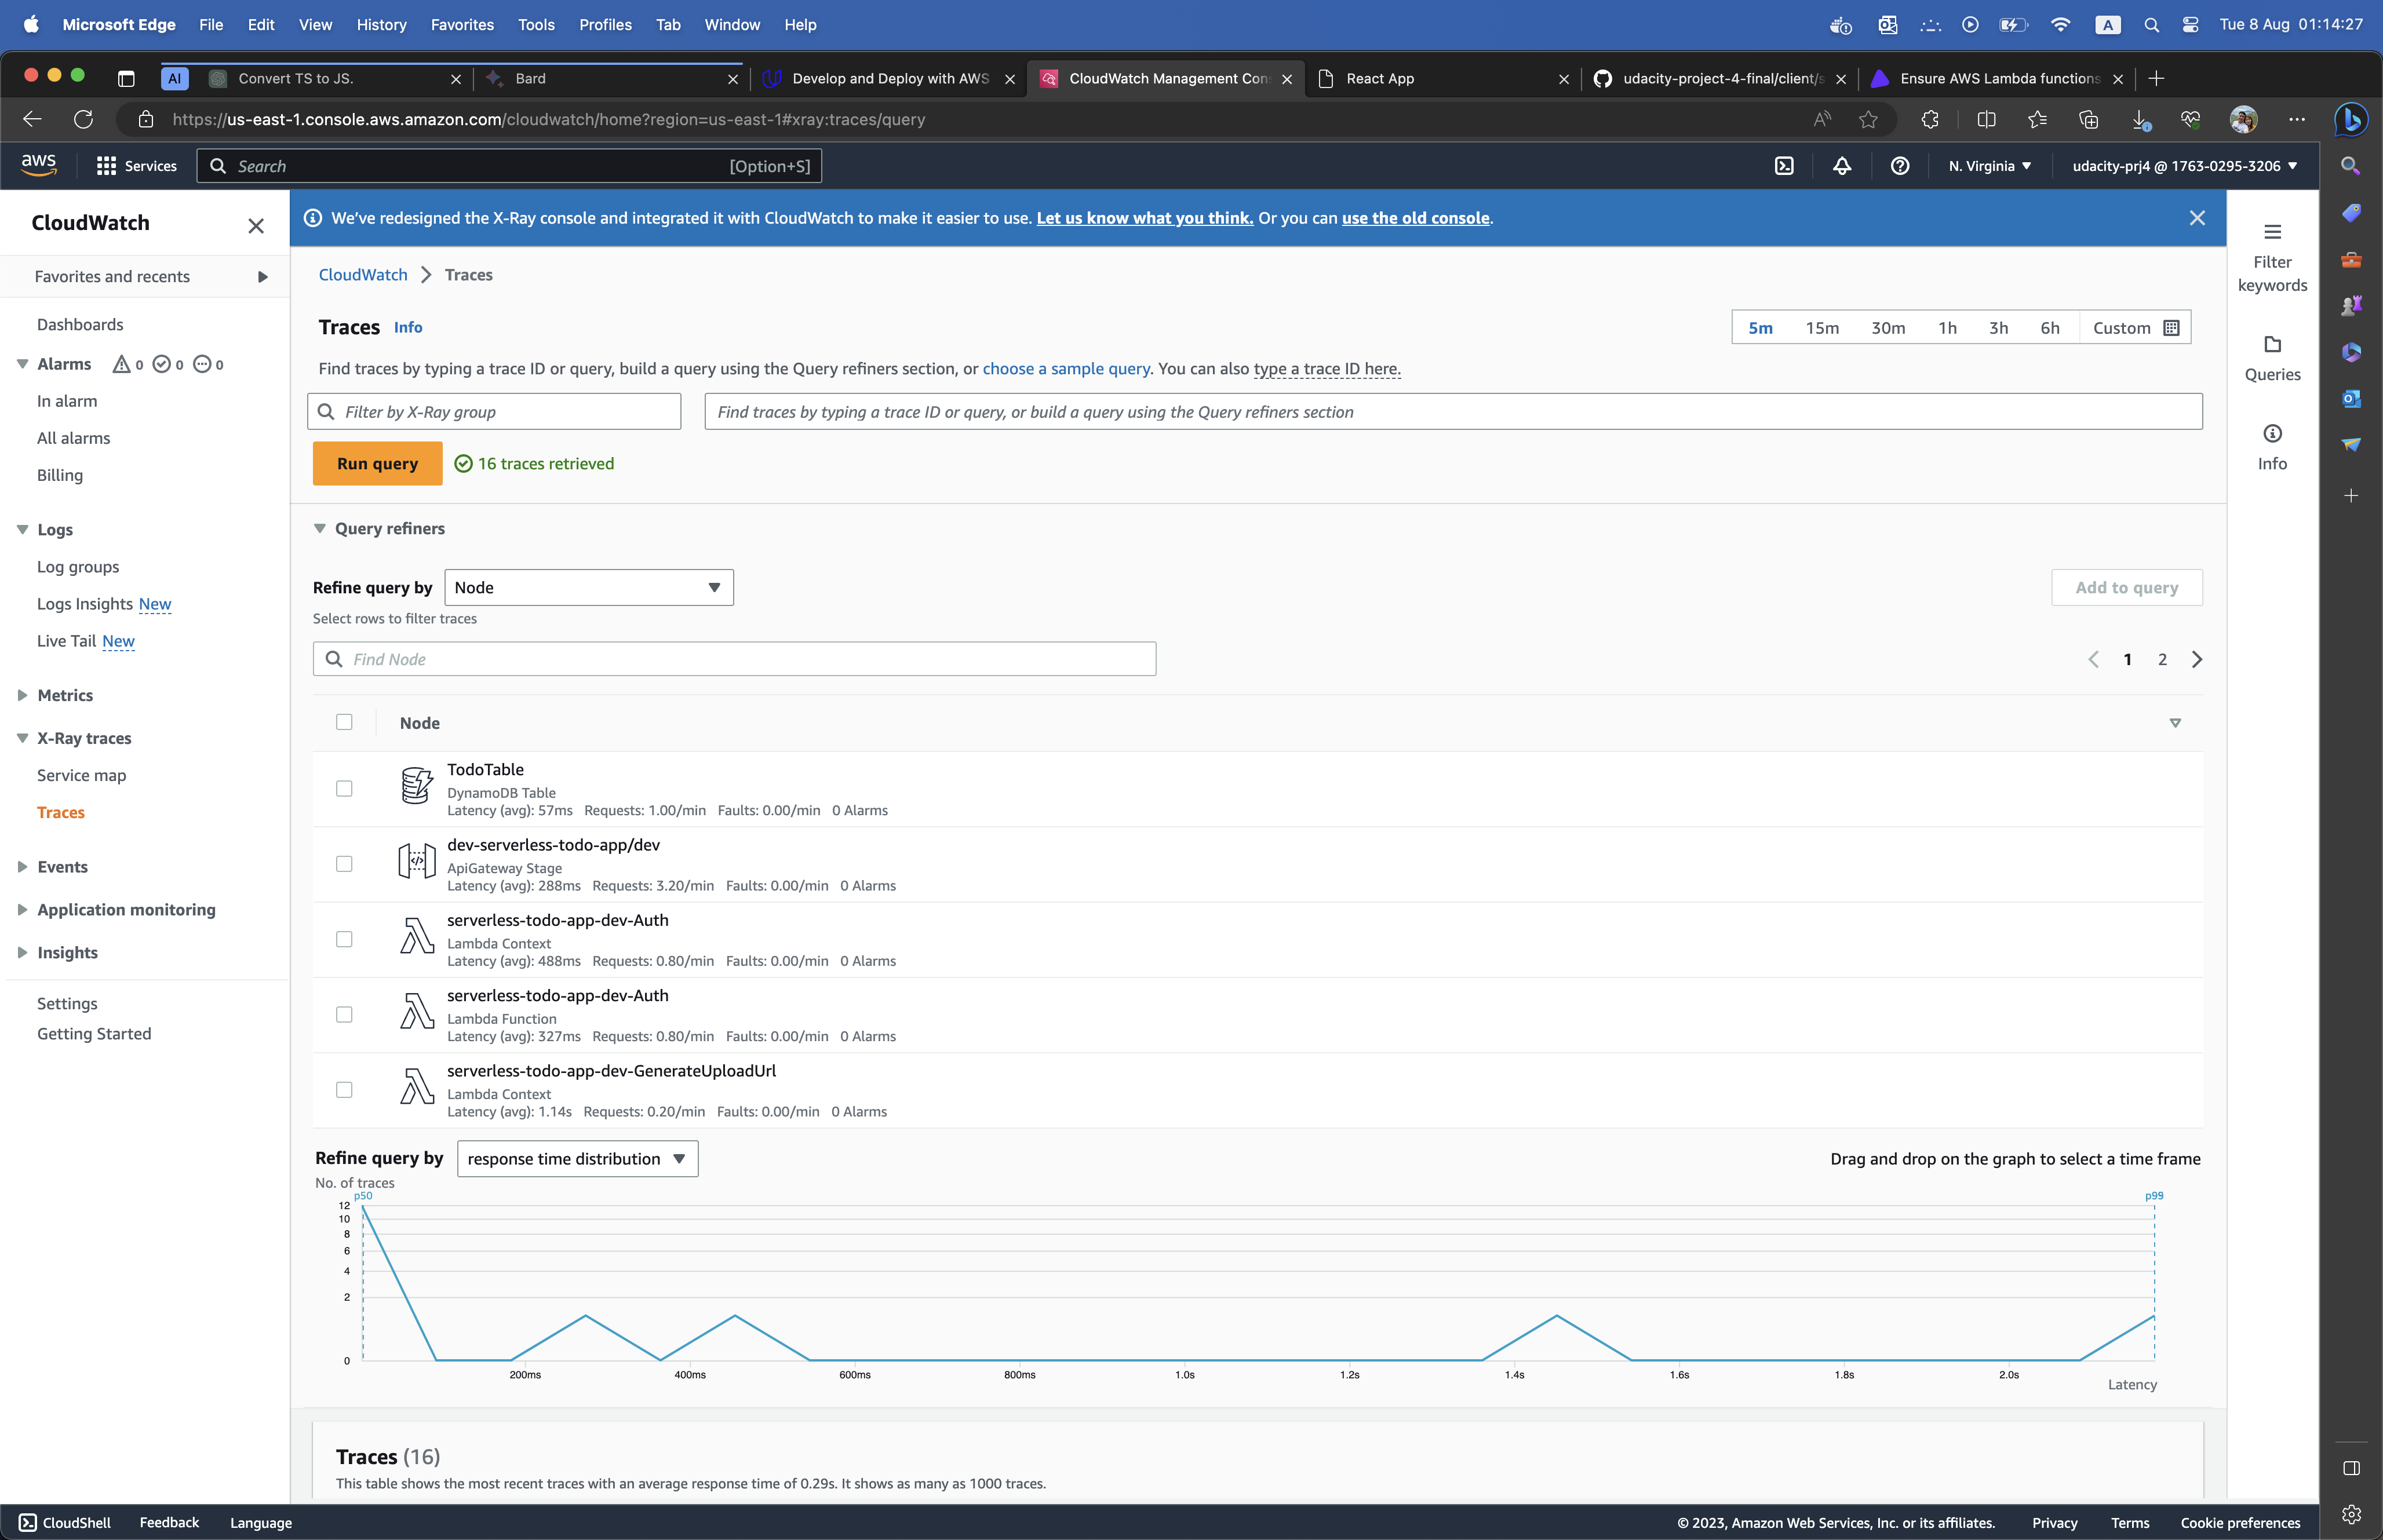 Microsoft Edge File Edit View History Favorites Tools Profiles Tab Window Help A Tue 8 Aug 01:14:27
AI Convert TS to JS. Bard Develop and Deploy with AWS CloudWatch Management Con React App udacity-project-4-final/client/s Ensure AWS Lambda functions
https://us-east-1.console.aws.amazon.com/cloudwatch/home?region=us-east-1#xray:traces/query
aws Services Search [Option+S] N. Virginia udacity-prj4 @ 1763-0295-3206
CloudWatch
Favorites and recents
Dashboards
Alarms 0 0 0
In alarm
All alarms
Billing
Logs
Log groups
Logs Insights New
Live Tail New
Metrics
X-Ray traces
Service map
Traces
Events
Application monitoring
Insights
Settings
Getting Started
We've redesigned the X-Ray console and integrated it with CloudWatch to make it easier to use. Let us know what you think. Or you can use the old console.
CloudWatch Traces
Traces Info
5m 15m 30m 1h 3h 6h Custom
Find traces by typing a trace ID or query, build a query using the Query refiners section, or choose a sample query. You can also type a trace ID here.
Filter by X-Ray group Find traces by typing a trace ID or query, or build a query using the Query refiners section
Run query 16 traces retrieved
Query refiners
Refine query by Node Add to query
Select rows to filter traces
Find Node 1 2
Node
TodoTable
DynamoDB Table
Latency (avg): 57ms Requests: 1.00/min Faults: 0.00/min 0 Alarms
dev-serverless-todo-app/dev
ApiGateway Stage
Latency (avg): 288ms Requests: 3.20/min Faults: 0.00/min 0 Alarms
serverless-todo-app-dev-Auth
Lambda Context
Latency (avg): 488ms Requests: 0.80/min Faults: 0.00/min 0 Alarms
serverless-todo-app-dev-Auth
Lambda Function
Latency (avg): 327ms Requests: 0.80/min Faults: 0.00/min 0 Alarms
serverless-todo-app-dev-GenerateUploadUrl
Lambda Context
Latency (avg): 1.14s Requests: 0.20/min Faults: 0.00/min 0 Alarms
Refine query by response time distribution Drag and drop on the graph to select a time frame
No. of traces
p50 p99
12
10
8
6
4
2
0
200ms 400ms 600ms 800ms 1.0s 1.2s 1.4s 1.6s 1.8s 2.0s
Latency
Traces (16)
This table shows the most recent traces with an average response time of 0.29s. It shows as many as 1000 traces.
Filter
keywords
Queries
Info
CloudShell Feedback Language © 2023, Amazon Web Services, Inc. or its affiliates. Privacy Terms Cookie preferences